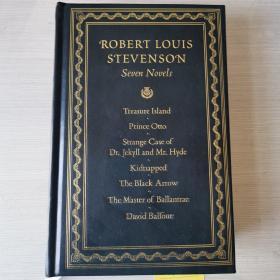 ROBERT LOUIS
STEVENSON
Seven Novels
Treasure Island
Prince Otto
Strange Case of
Dr. Jekyll and Mr. Hyde
Kidnapped
The Black Arrow
The Master of Ballantrae
David Balfour